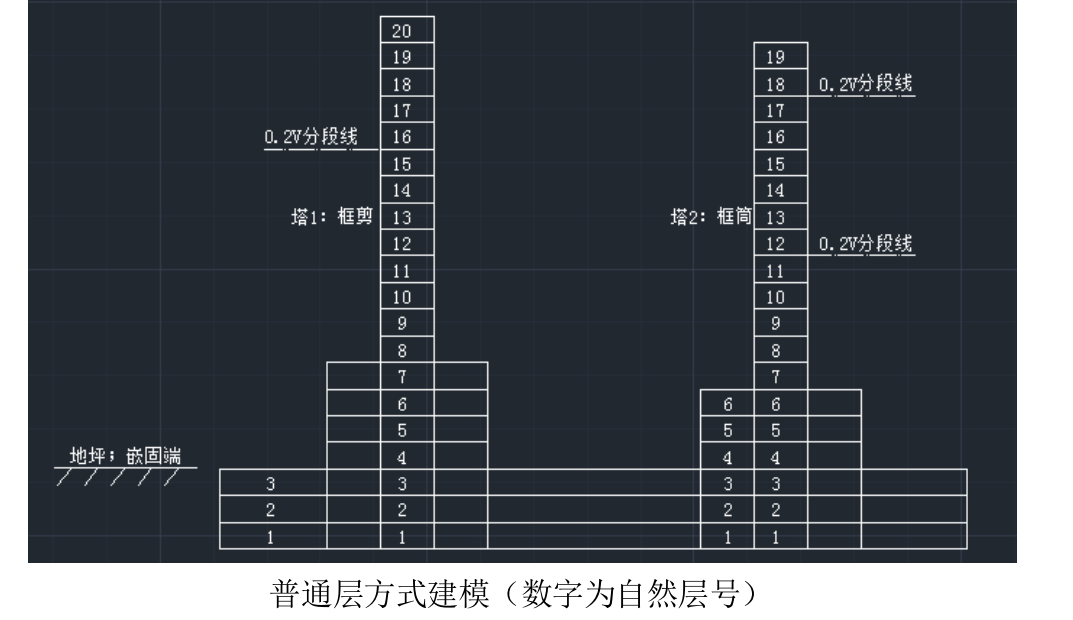 20
19 19
18 18 0.2V分段线
17 17
0.2V分段线 16 16
15 15
14 14
塔1: 框剪 13 塔2: 框筒 13
12 12 0.2V分段线
11 11
10 10
9 9
8 8
7 7
6 6 6
5 5 5
地坪; 嵌固端 4 4 4
3 3 3 3
2 2 2 2
1 1 1 1
普通层方式建模（数字为自然层号）